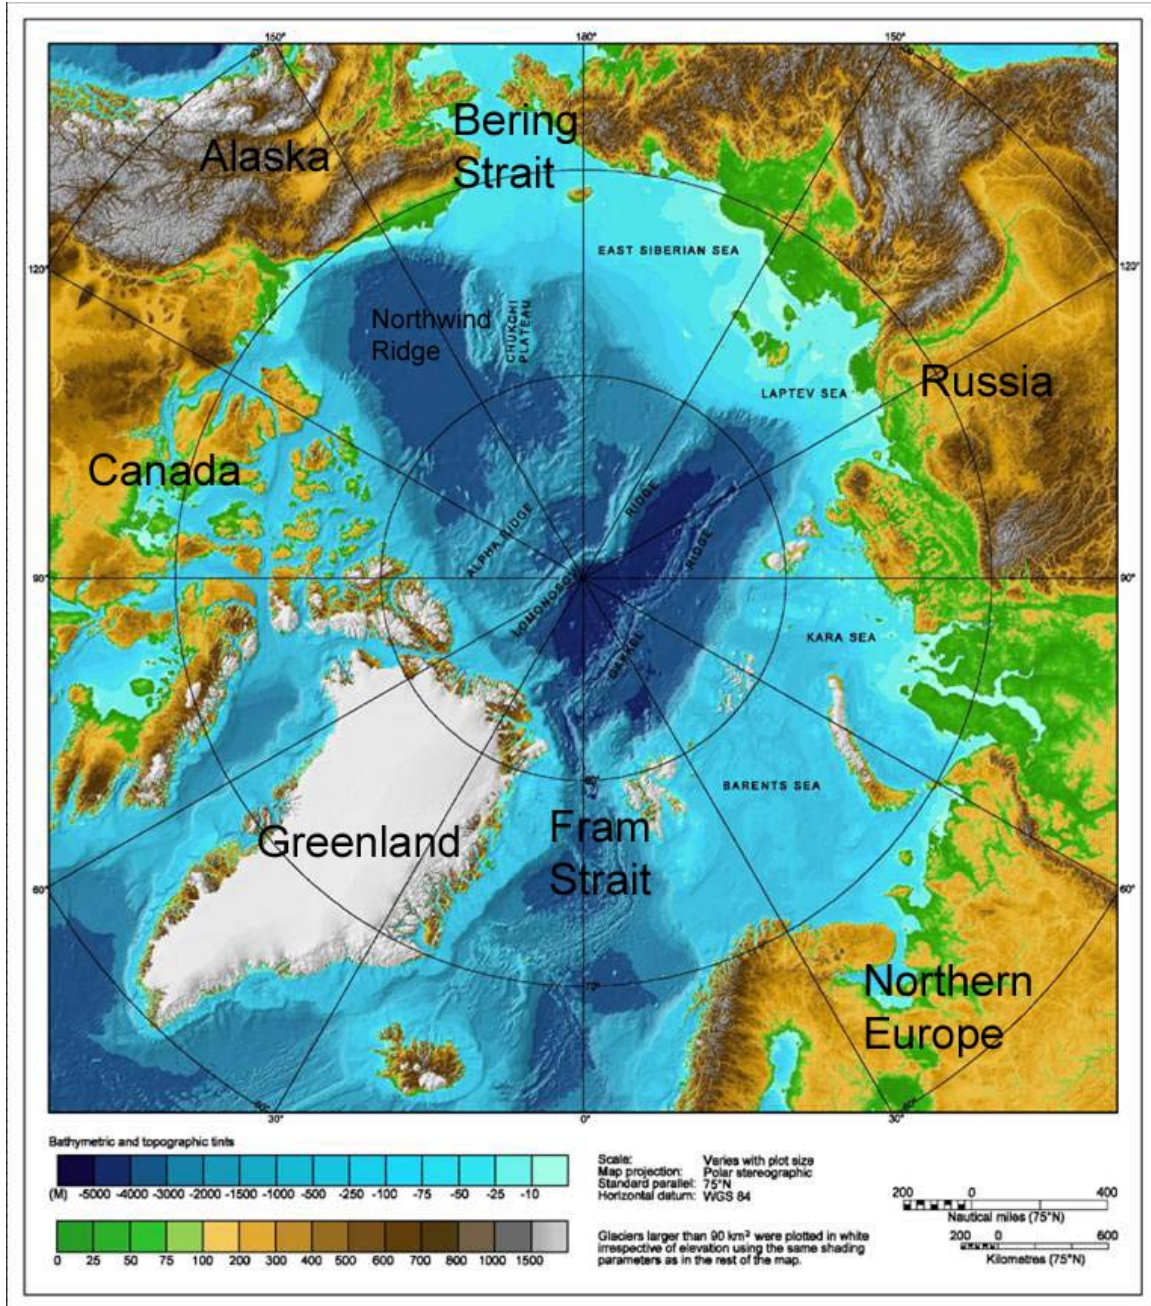 150°
180°
150°
Bering
Strait
Alaska
EAST SIBERIAN SEA
120°
120°
Northwind
Ridge
CHUKCHI
PLATEAU
LAPTEV SEA
Russia
Canada
RIDGE
ALPHA RIDGE
RIDGE
90°
90°
LOMONOSOV
KARA SEA
GAKKEL
80°
BARENTS SEA
Fram
Strait
Greenland
60°
60°
70°
Northern
Europe
30°
0°
30°
Bathymetric and topographic tints
(M) -5000 -4000 -3000 -2000 -1500 -1000 -500 -250 -100 -75 -50 -25 -10
0 25 50 75 100 200 300 400 500 600 700 800 1000 1500
Scale: Varies with plot size
Map projection: Polar stereographic
Standard parallel: 75°N
Horizontal datum: WGS 84
Glaciers larger than 90 km² were plotted in white
irrespective of elevation using the same shading
parameters as in the rest of the map.
200 0 400
Nautical miles (75°N)
200 0 600
Kilometres (75°N)